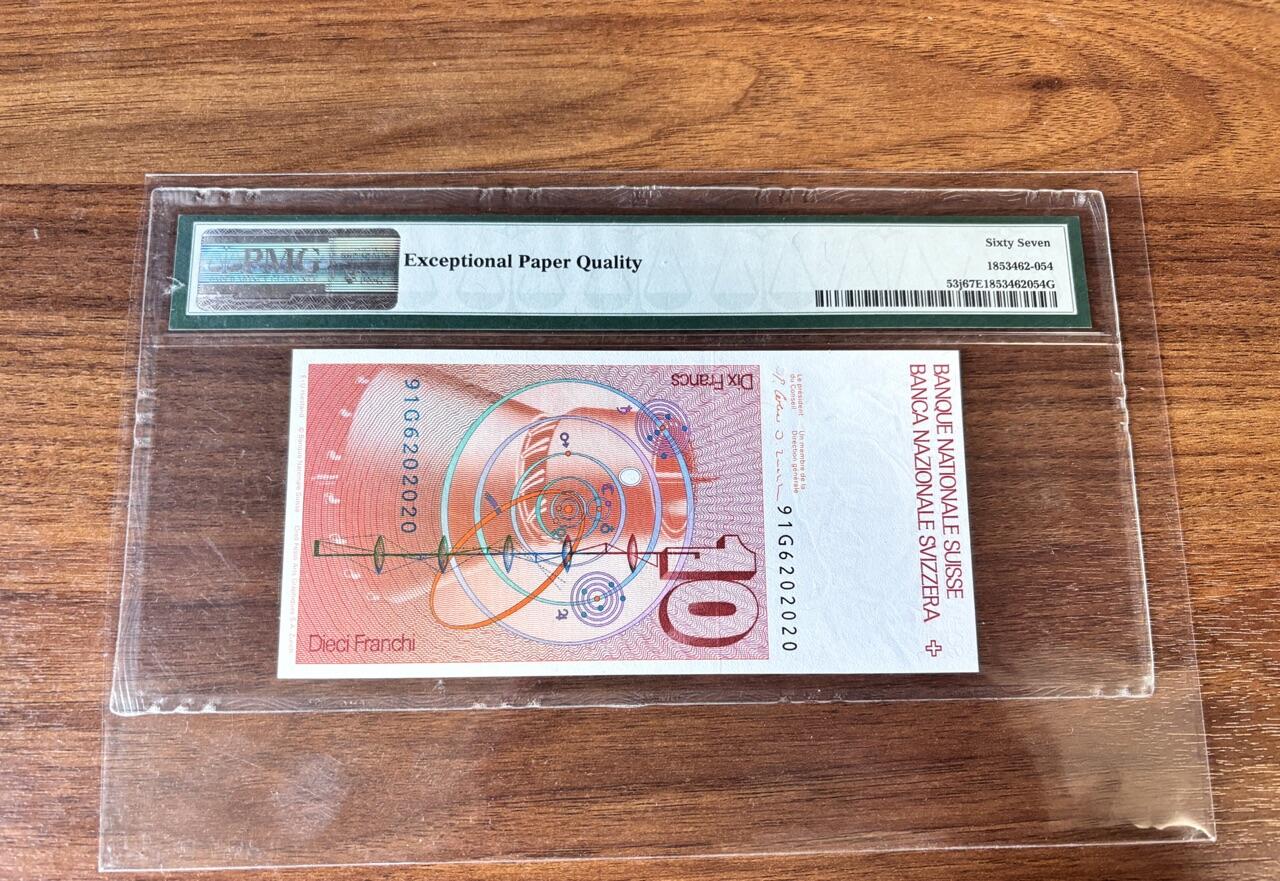 PMG
Exceptional Paper Quality
Sixty Seven
1853462-054
53j67E1853462054G
BANQUE NATIONALE SUISSE
BANCA NAZIONALE SVIZZERA
Le président
du Conseil
Un membre de la
Direction générale
91G6202020
10
Dix Francs
91G6202020
Dieci Franchi